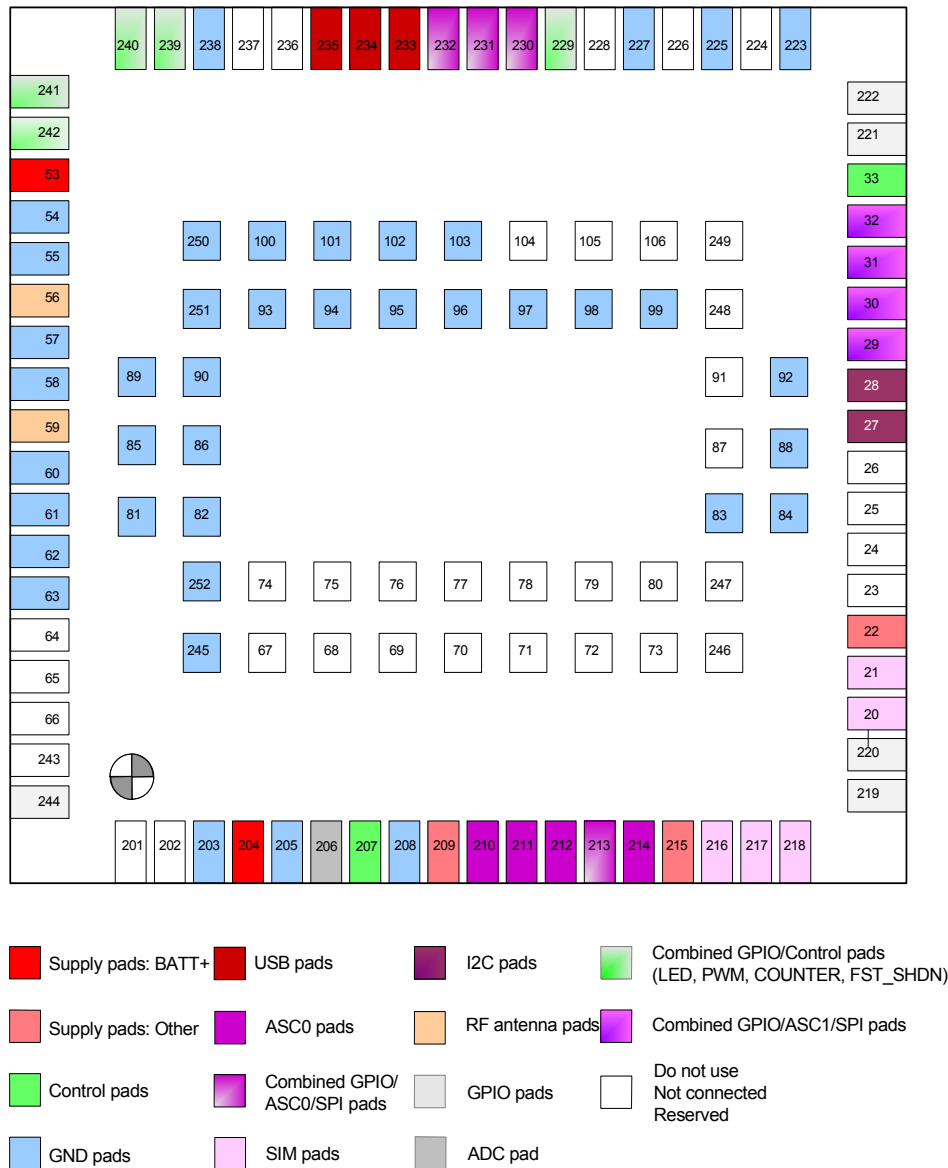 240 239 238 237 236 235 234 233 232 231 230 229 228 227 226 225 224 223
241 222
242 221
53 33
54 32
250 100 101 102 103 104 105 106 249
55 31
56 30
251 93 94 95 96 97 98 99 248
57 29
58 28
89 90 91 92
59 27
85 86 87 88
60 26
61 25
81 82 83 84
62 24
63 23
252 74 75 76 77 78 79 80 247
64 22
245 67 68 69 70 71 72 73 246
65 21
66 20
243 220
244 219
201 202 203 204 205 206 207 208 209 210 211 212 213 214 215 216 217 218
Supply pads: BATT+
USB pads
I2C pads
Combined GPIO/Control pads
(LED, PWM, COUNTER, FST_SHDN)
Supply pads: Other
ASC0 pads
RF antenna pads
Combined GPIO/ASC1/SPI pads
Control pads
Combined GPIO/
ASC0/SPI pads
GPIO pads
Do not use
Not connected
Reserved
GND pads
SIM pads
ADC pad